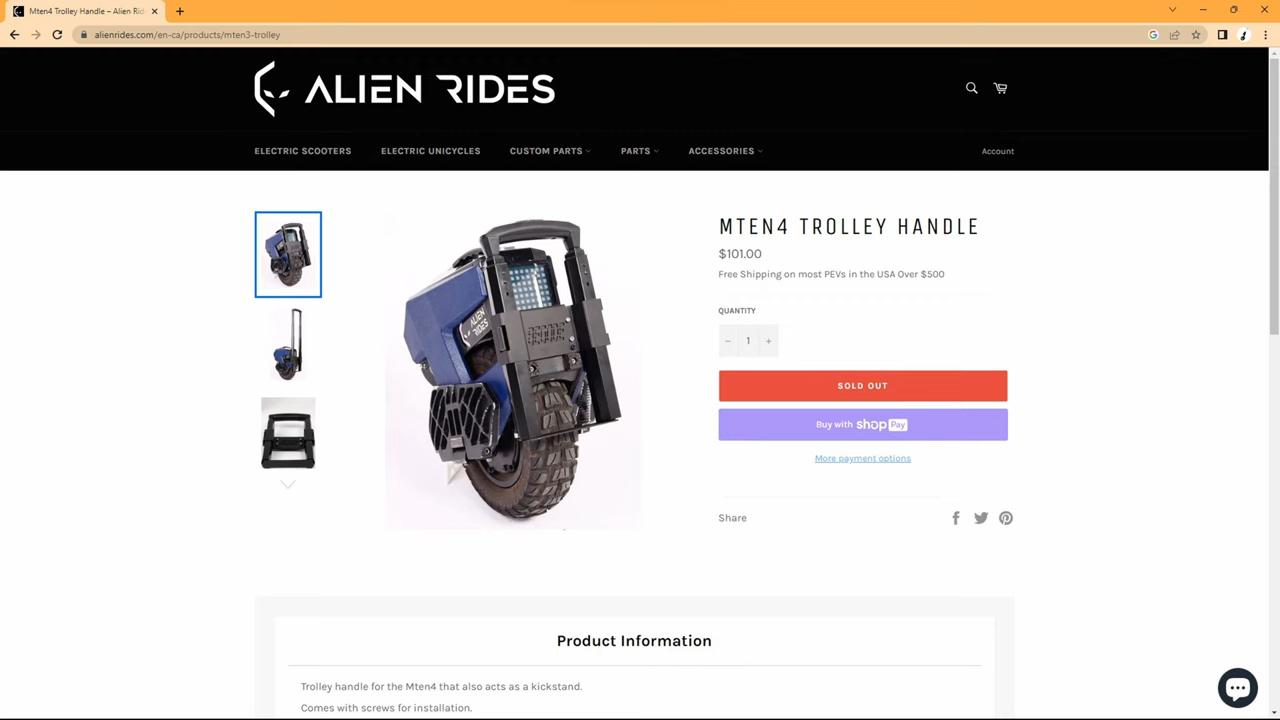 Mten4 Trolley Handle – Alien Rid
alienrides.com/en-ca/products/mten3-trolley
ALIEN RIDES
ELECTRIC SCOOTERS ELECTRIC UNICYCLES CUSTOM PARTS PARTS ACCESSORIES Account
MTEN4 TROLLEY HANDLE
$101.00
Free Shipping on most PEVs in the USA Over $500
QUANTITY
− 1 +
SOLD OUT
Buy with shop Pay
More payment options
Share
ALIEN
RIDES
Product Information
Trolley handle for the Mten4 that also acts as a kickstand.
Comes with screws for installation.